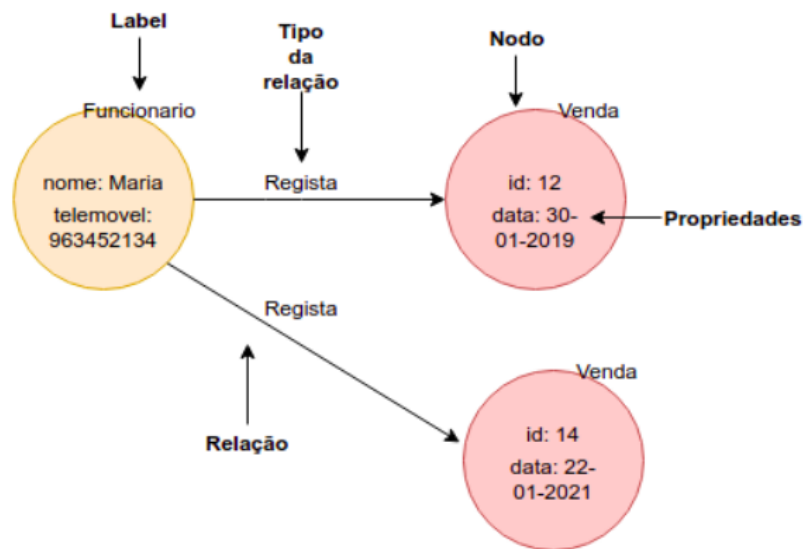 Label
Tipo
da
relação
Nodo
Funcionario
Venda
nome: Maria
telemovel:
963452134
Regista
id: 12
data: 30-
01-2019
Propriedades
Regista
Venda
Relação
id: 14
data: 22-
01-2021